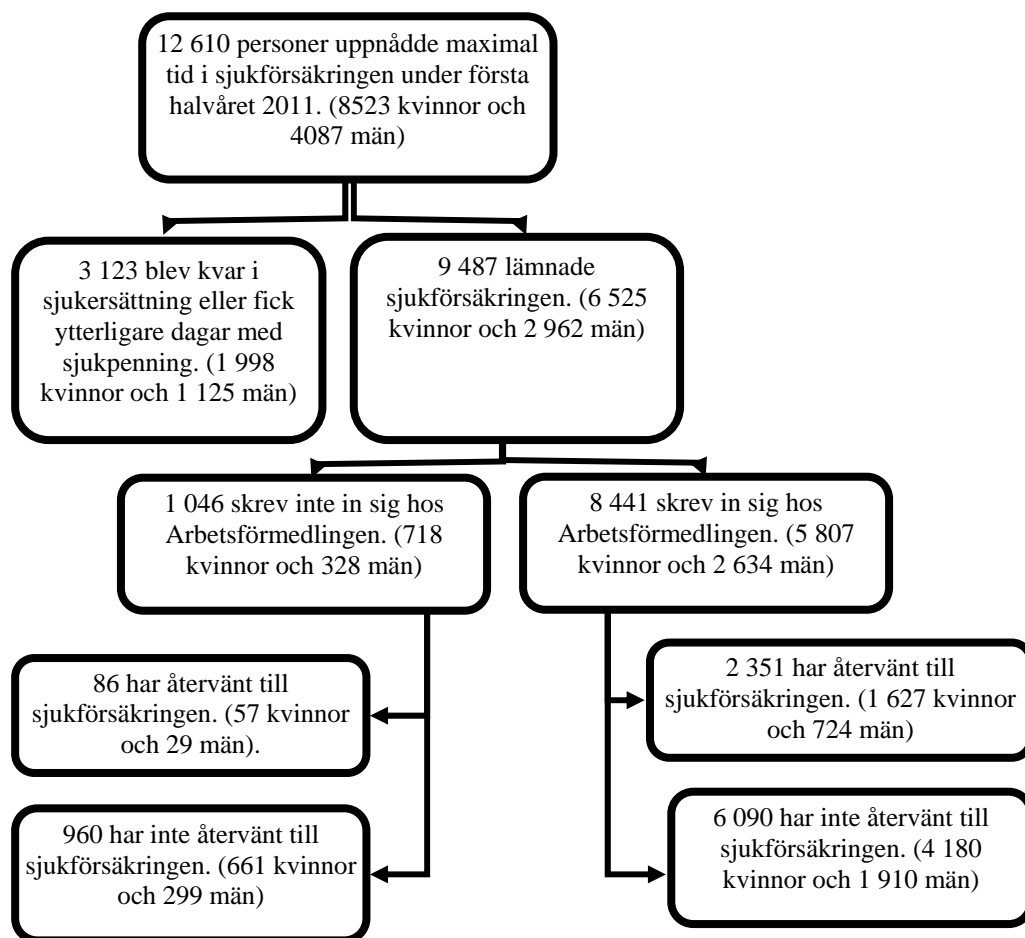 12 610 personer uppnådde maximal
tid i sjukförsäkringen under första
halvåret 2011. (8523 kvinnor och
4087 män)
3 123 blev kvar i
sjukersättning eller fick
ytterligare dagar med
sjukpenning. (1 998
kvinnor och 1 125 män)
9 487 lämnade
sjukförsäkringen. (6 525
kvinnor och 2 962 män)
1 046 skrev inte in sig hos
Arbetsförmedlingen. (718
kvinnor och 328 män)
8 441 skrev in sig hos
Arbetsförmedlingen. (5 807
kvinnor och 2 634 män)
86 har återvänt till
sjukförsäkringen. (57 kvinnor
och 29 män).
2 351 har återvänt till
sjukförsäkringen. (1 627 kvinnor
och 724 män)
960 har inte återvänt till
sjukförsäkringen. (661 kvinnor
och 299 män)
6 090 har inte återvänt till
sjukförsäkringen. (4 180
kvinnor och 1 910 män)